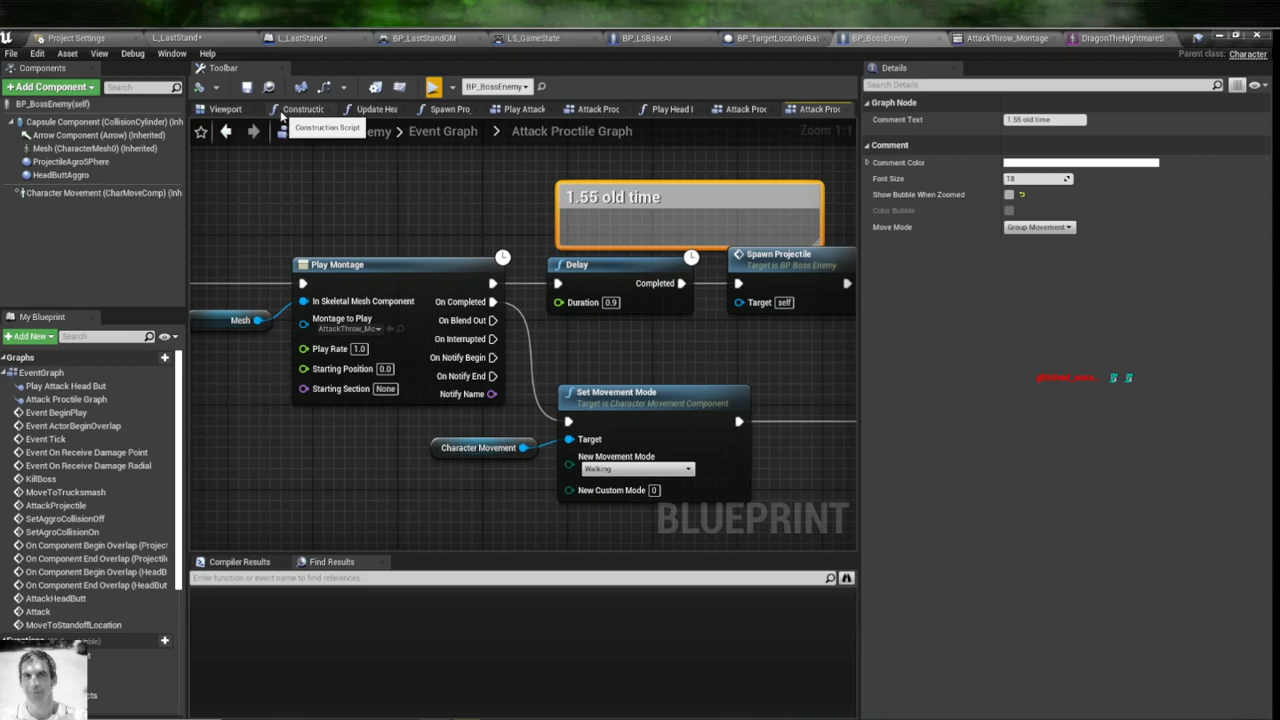 Project Settings
L_LastStand*
L_LastStand*
BP_LastStandGM
LS_GameState
BP_LSBaseAI
BP_TargetLocationBa
BP_BossEnemy
AttackThrow_Montage
DragonTheNightmareS
File Edit Asset View Debug Window Help
Parent class: Character
Components
Toolbar
Details
+ Add Component
Search
BP_BossEnemy
Search Details
BP_BossEnemy(self)
Viewport
Constructic
Update Hea
Spawn Pro
Play Attack
Attack Proc
Play Head I
Attack Proc
Attack Proc
Graph Node
Capsule Component (CollisionCylinder) (Inh
Construction Script
Comment Text
1.55 old time
Arrow Component (Arrow) (Inherited)
emy > Event Graph > Attack Proctile Graph
Zoom 1:1
Comment
Mesh (CharacterMesh0) (Inherited)
ProjectileAgroSPhere
Comment Color
HeadButtAggro
Font Size
18
Character Movement (CharMoveComp) (Inh
1.55 old time
Show Bubble When Zoomed
Color Bubble
Move Mode
Group Movement
Play Montage
Delay
Spawn Projectile
Target is BP Boss Enemy
Completed
In Skeletal Mesh Component
On Completed
Duration 0.9
Target self
My Blueprint
Mesh
Montage to Play
AttackThrow_Mc
On Blend Out
+ Add New
Search
On Interrupted
Play Rate 1.0
On Notify Begin
Graphs
Starting Position 0.0
On Notify End
EventGraph
Starting Section None
Notify Name
Play Attack Head But
Set Movement Mode
Target is Character Movement Component
Attack Proctile Graph
Event BeginPlay
Event ActorBeginOverlap
Event Tick
Character Movement
Target
Event On Receive Damage Point
New Movement Mode
Walking
Event On Receive Damage Radial
KillBoss
New Custom Mode 0
MoveToTrucksmash
AttackProjectile
BLUEPRINT
SetAggroCollisionOff
SetAgroCollisionOn
On Component Begin Overlap (Project
On Component End Overlap (Projectil
Compiler Results
Find Results
On Component Begin Overlap (HeadB
Enter function or event name to find references...
On Component End Overlap (HeadBut
AttackHeadButt
Attack
MoveToStandoffLocation